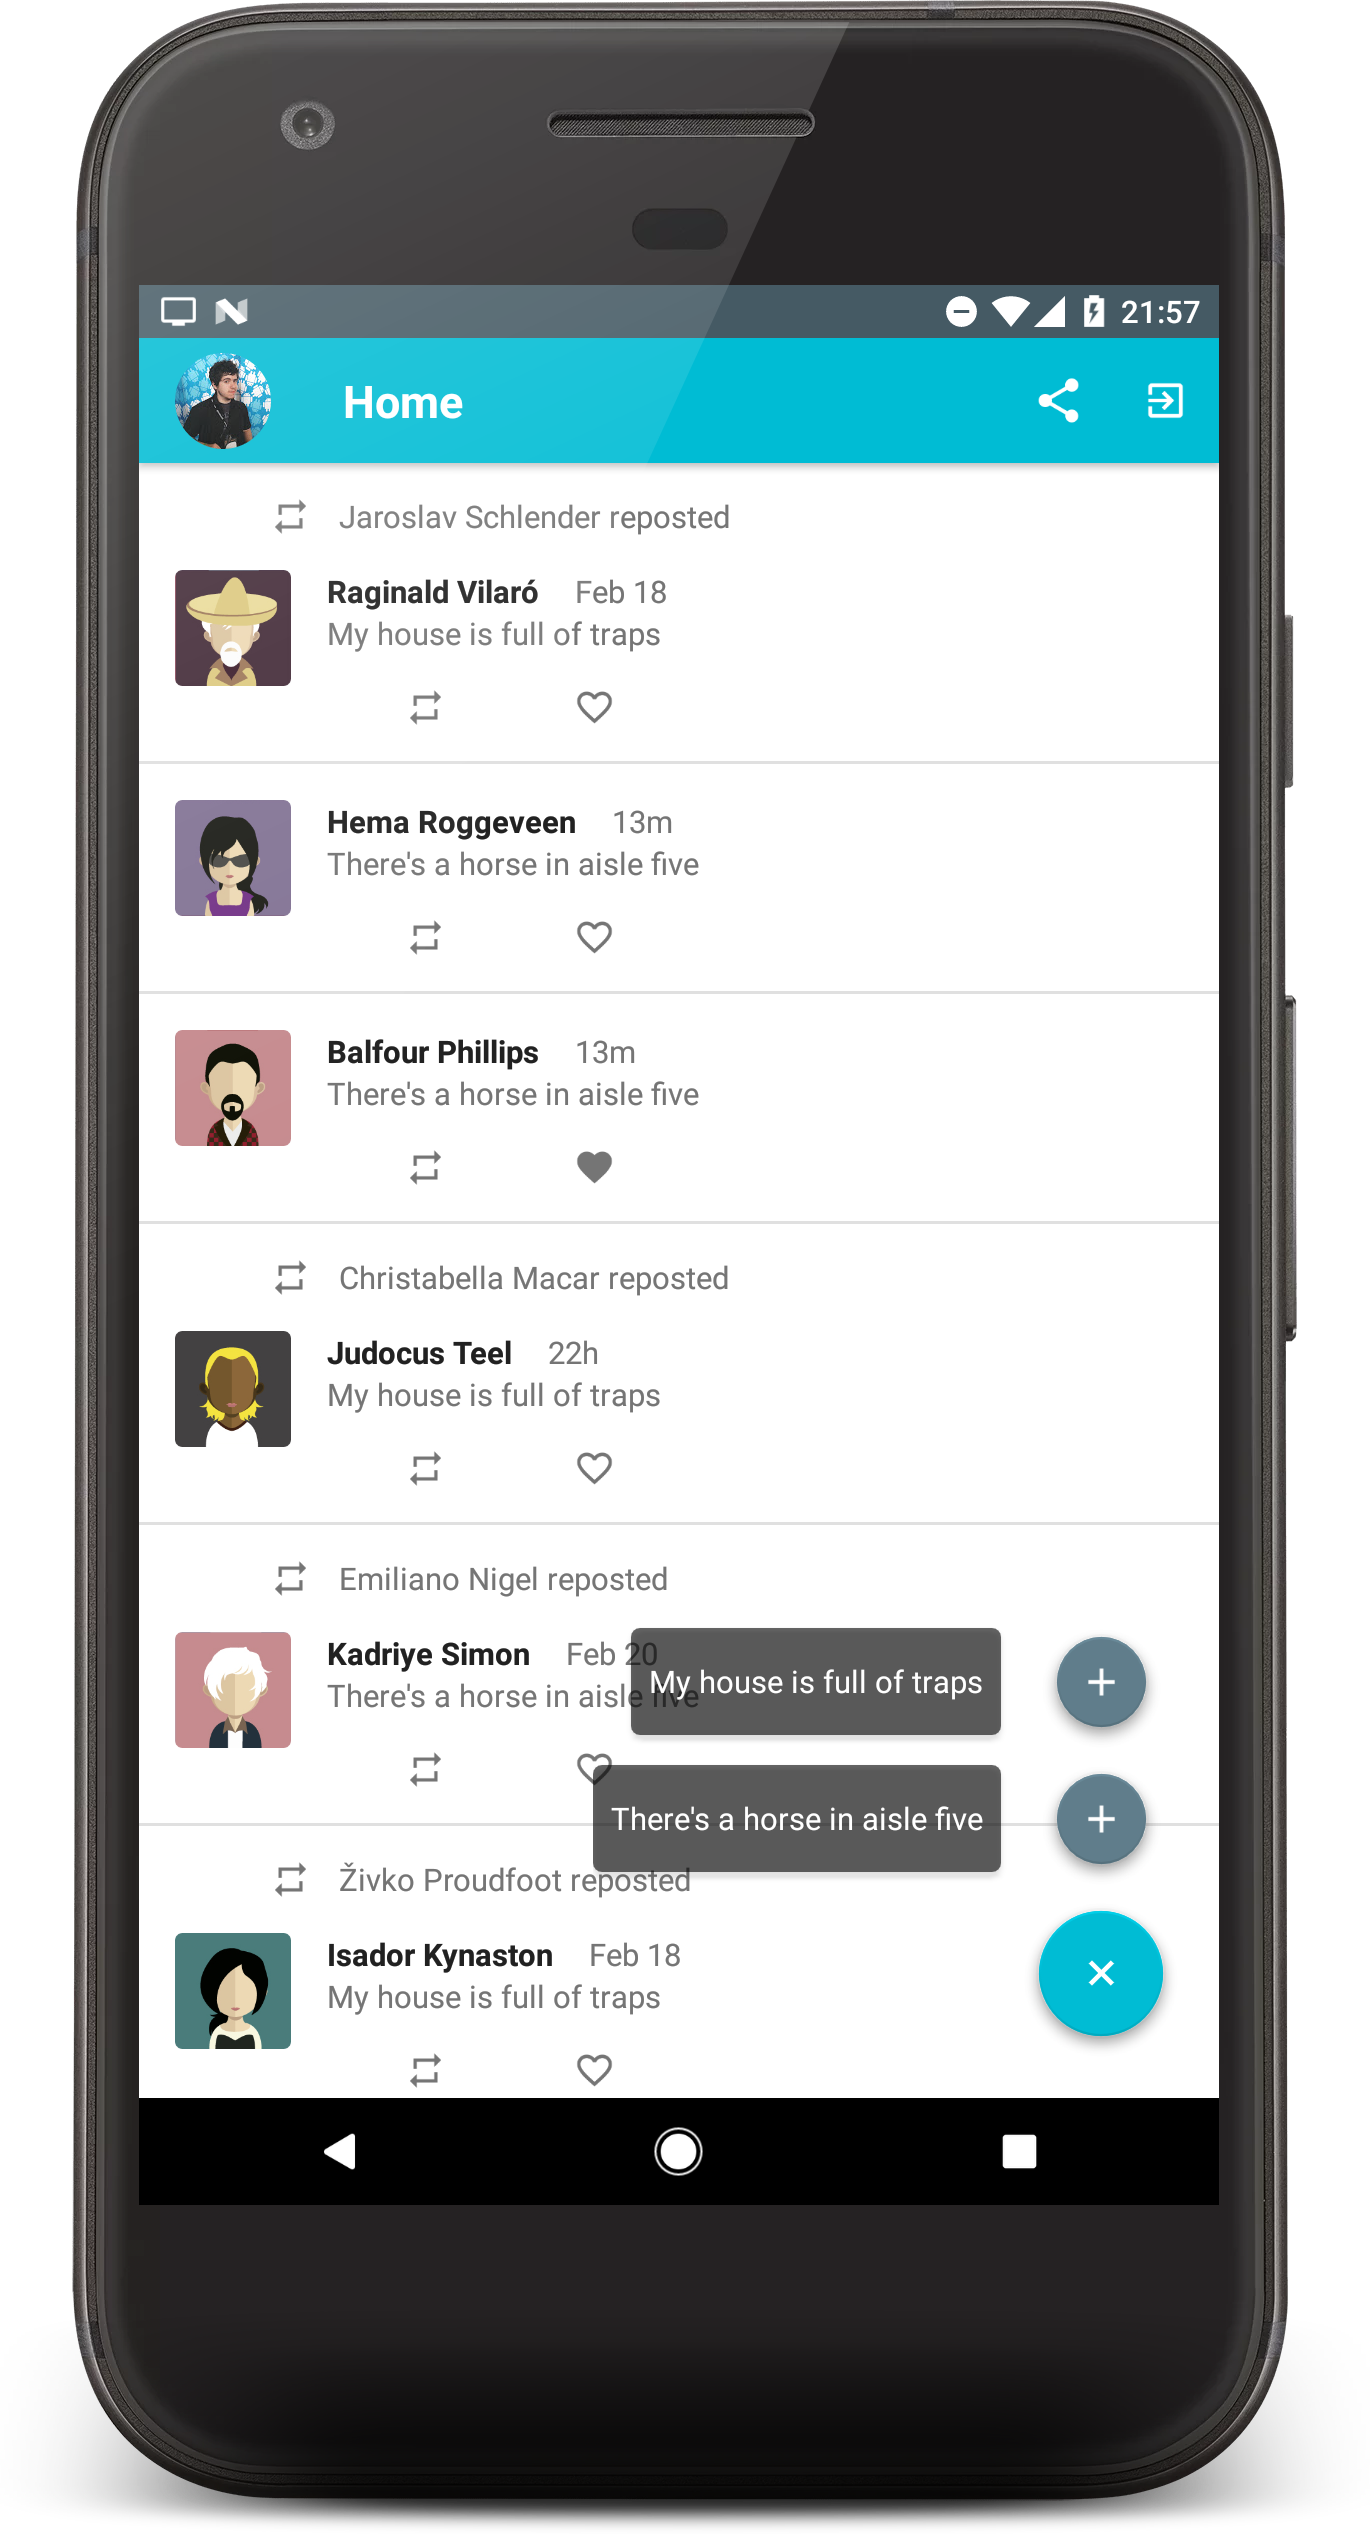 21:57
Home
Jaroslav Schlender reposted
Raginald Vilaró Feb 18
My house is full of traps
Hema Roggeveen 13m
There's a horse in aisle five
Balfour Phillips 13m
There's a horse in aisle five
Christabella Macar reposted
Judocus Teel 22h
My house is full of traps
Emiliano Nigel reposted
Kadriye Simon Feb 20
There's a horse in aisle five
My house is full of traps
There's a horse in aisle five
Živko Proudfoot reposted
Isador Kynaston Feb 18
My house is full of traps